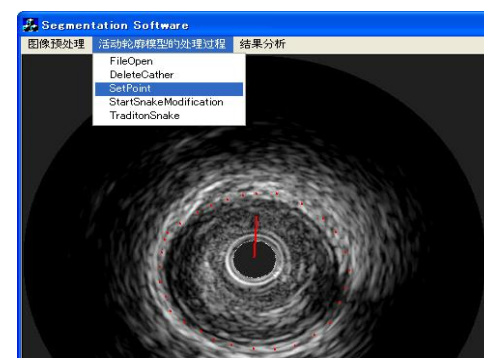 Segmentation Software
图像预处理 活动轮廓模型的处理过程 结果分析
FileOpen
DeleteCather
SetPoint
StartSnakeModification
TraditonSnake